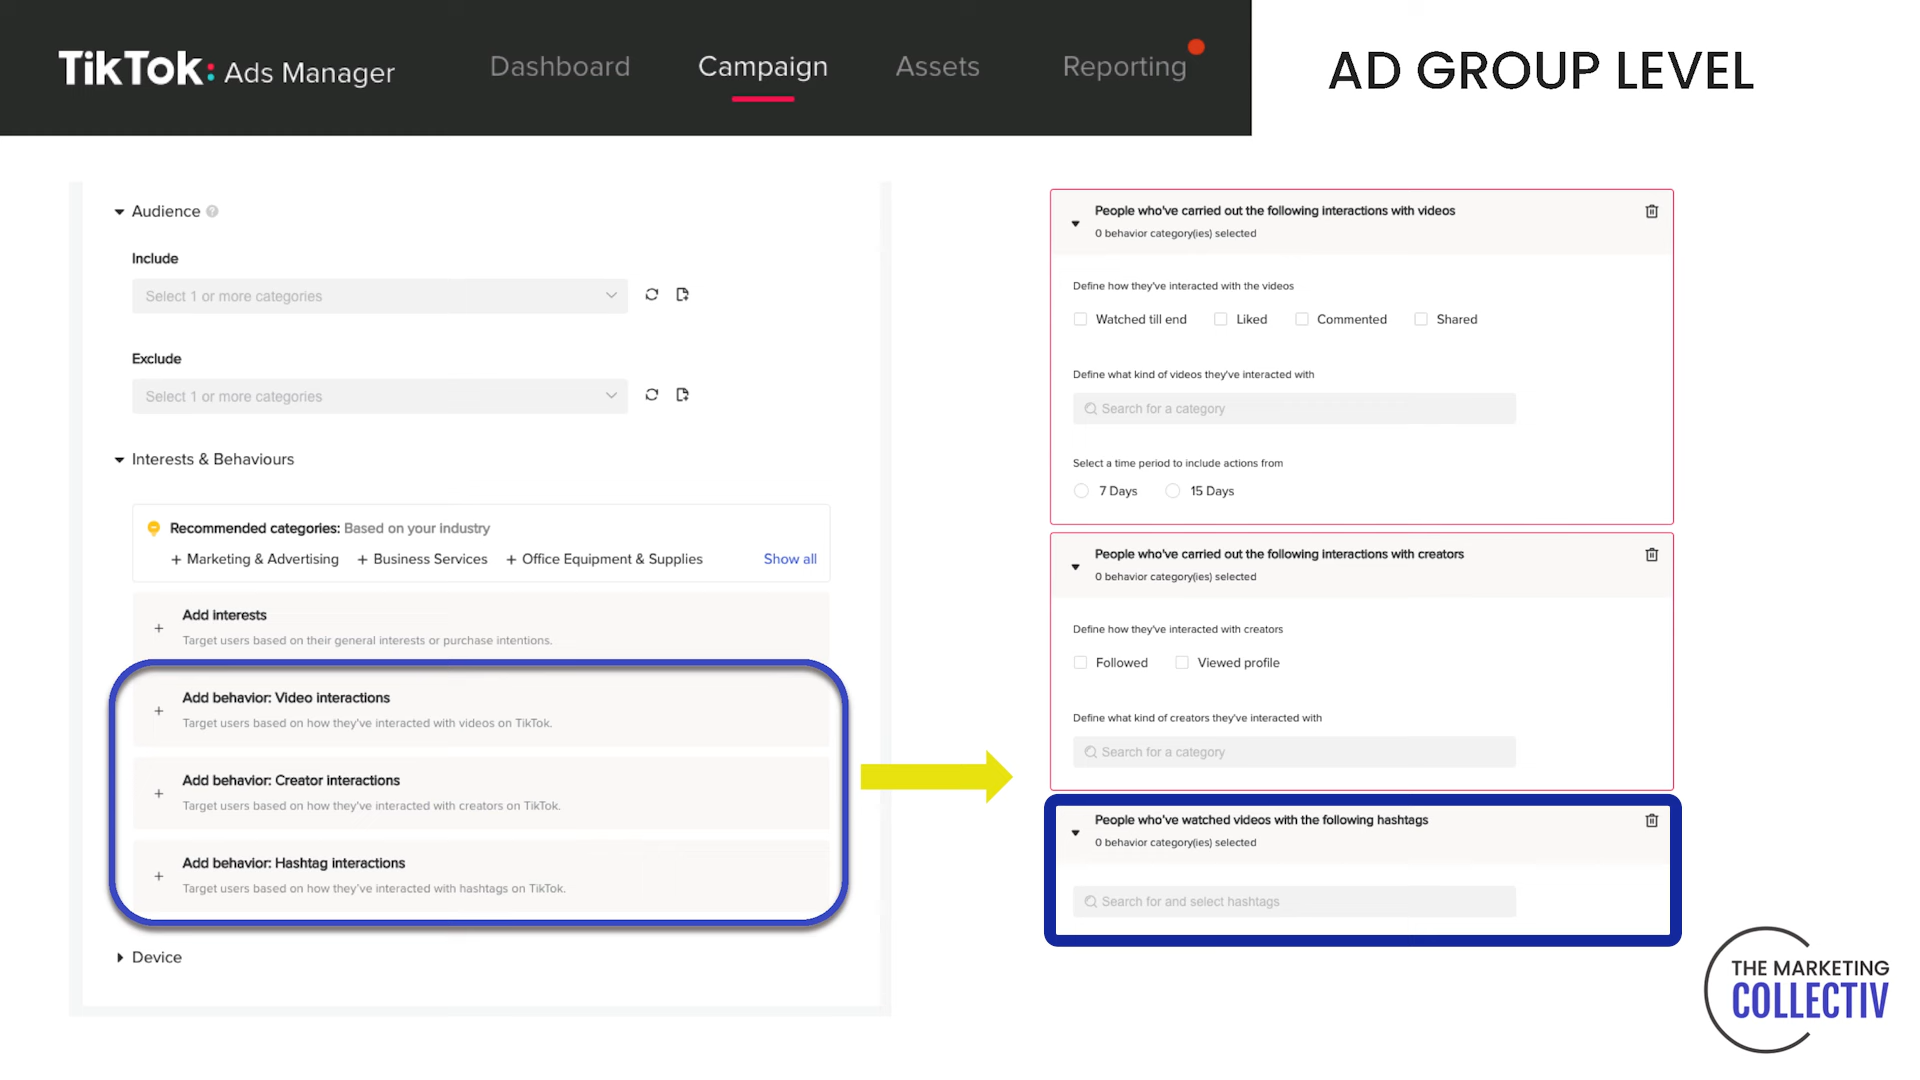 TikTok: Ads Manager
Dashboard
Campaign
Assets
Reporting
AD GROUP LEVEL
Audience ?
Include
Select 1 or more categories
Exclude
Select 1 or more categories
Interests & Behaviours
Recommended categories: Based on your industry
+ Marketing & Advertising + Business Services + Office Equipment & Supplies Show all
+ Add interests
Target users based on their general interests or purchase intentions.
+ Add behavior: Video interactions
Target users based on how they've interacted with videos on TikTok.
+ Add behavior: Creator interactions
Target users based on how they've interacted with creators on TikTok.
+ Add behavior: Hashtag interactions
Target users based on how they've interacted with hashtags on TikTok.
Device
People who've carried out the following interactions with videos
0 behavior category(ies) selected
Define how they've interacted with the videos
Watched till end Liked Commented Shared
Define what kind of videos they've interacted with
Search for a category
Select a time period to include actions from
7 Days 15 Days
People who've carried out the following interactions with creators
0 behavior category(ies) selected
Define how they've interacted with creators
Followed Viewed profile
Define what kind of creators they've interacted with
Search for a category
People who've watched videos with the following hashtags
0 behavior category(ies) selected
Search for and select hashtags
THE MARKETING
COLLECTIV